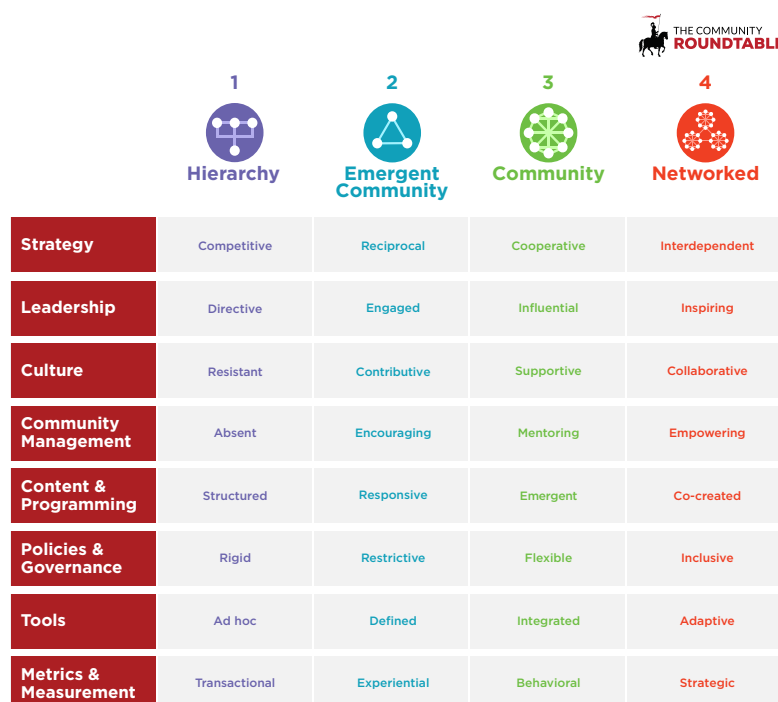 THE COMMUNITY
ROUNDTABLE
1 2 3 4
Hierarchy Emergent Community Networked
Community
Strategy Competitive Reciprocal Cooperative Interdependent
Leadership Directive Engaged Influential Inspiring
Culture Resistant Contributive Supportive Collaborative
Community
Management Absent Encouraging Mentoring Empowering
Content &
Programming Structured Responsive Emergent Co-created
Policies &
Governance Rigid Restrictive Flexible Inclusive
Tools Ad hoc Defined Integrated Adaptive
Metrics &
Measurement Transactional Experiential Behavioral Strategic